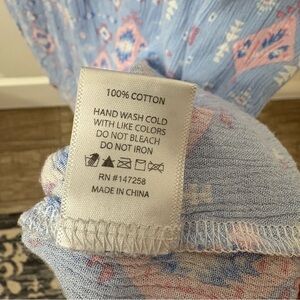 100% COTTON
HAND WASH COLD
WITH LIKE COLORS
DO NOT BLEACH
DO NOT IRON
RN #147258
MADE IN CHINA